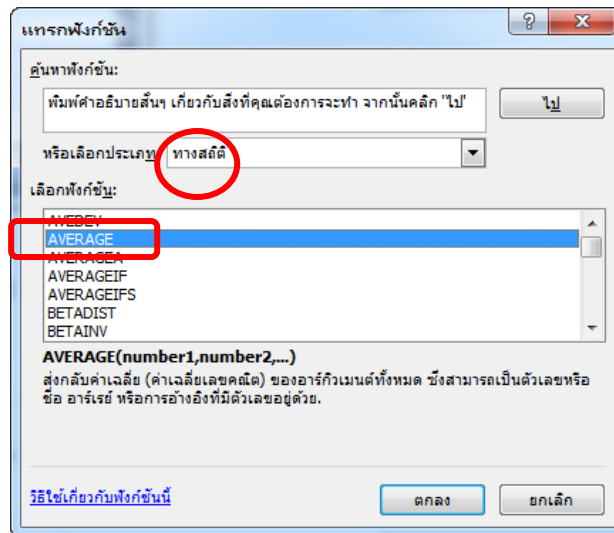 แทรกฟังก์ชัน
ค้นหาฟังก์ชัน:
พิมพ์คำอธิบายสั้นๆ เกี่ยวกับสิ่งที่คุณต้องการจะทำ จากนั้นคลิก "ไป"
ไป
หรือเลือกประเภท:
ทางสถิติ
เลือกฟังก์ชัน:
AVEDEV
AVERAGE
AVERAGEA
AVERAGEIF
AVERAGEIFS
BETADIST
BETAINV
AVERAGE(number1,number2,...)
ส่งกลับค่าเฉลี่ย (ค่าเฉลี่ยเลขคณิต) ของอาร์กิวเมนต์ทั้งหมด ซึ่งสามารถเป็นตัวเลขหรือ
ชื่อ อาร์เรย์ หรือการอ้างอิงที่มีตัวเลขอยู่ด้วย.
วิธีใช้เกี่ยวกับฟังก์ชันนี้
ตกลง
ยกเลิก